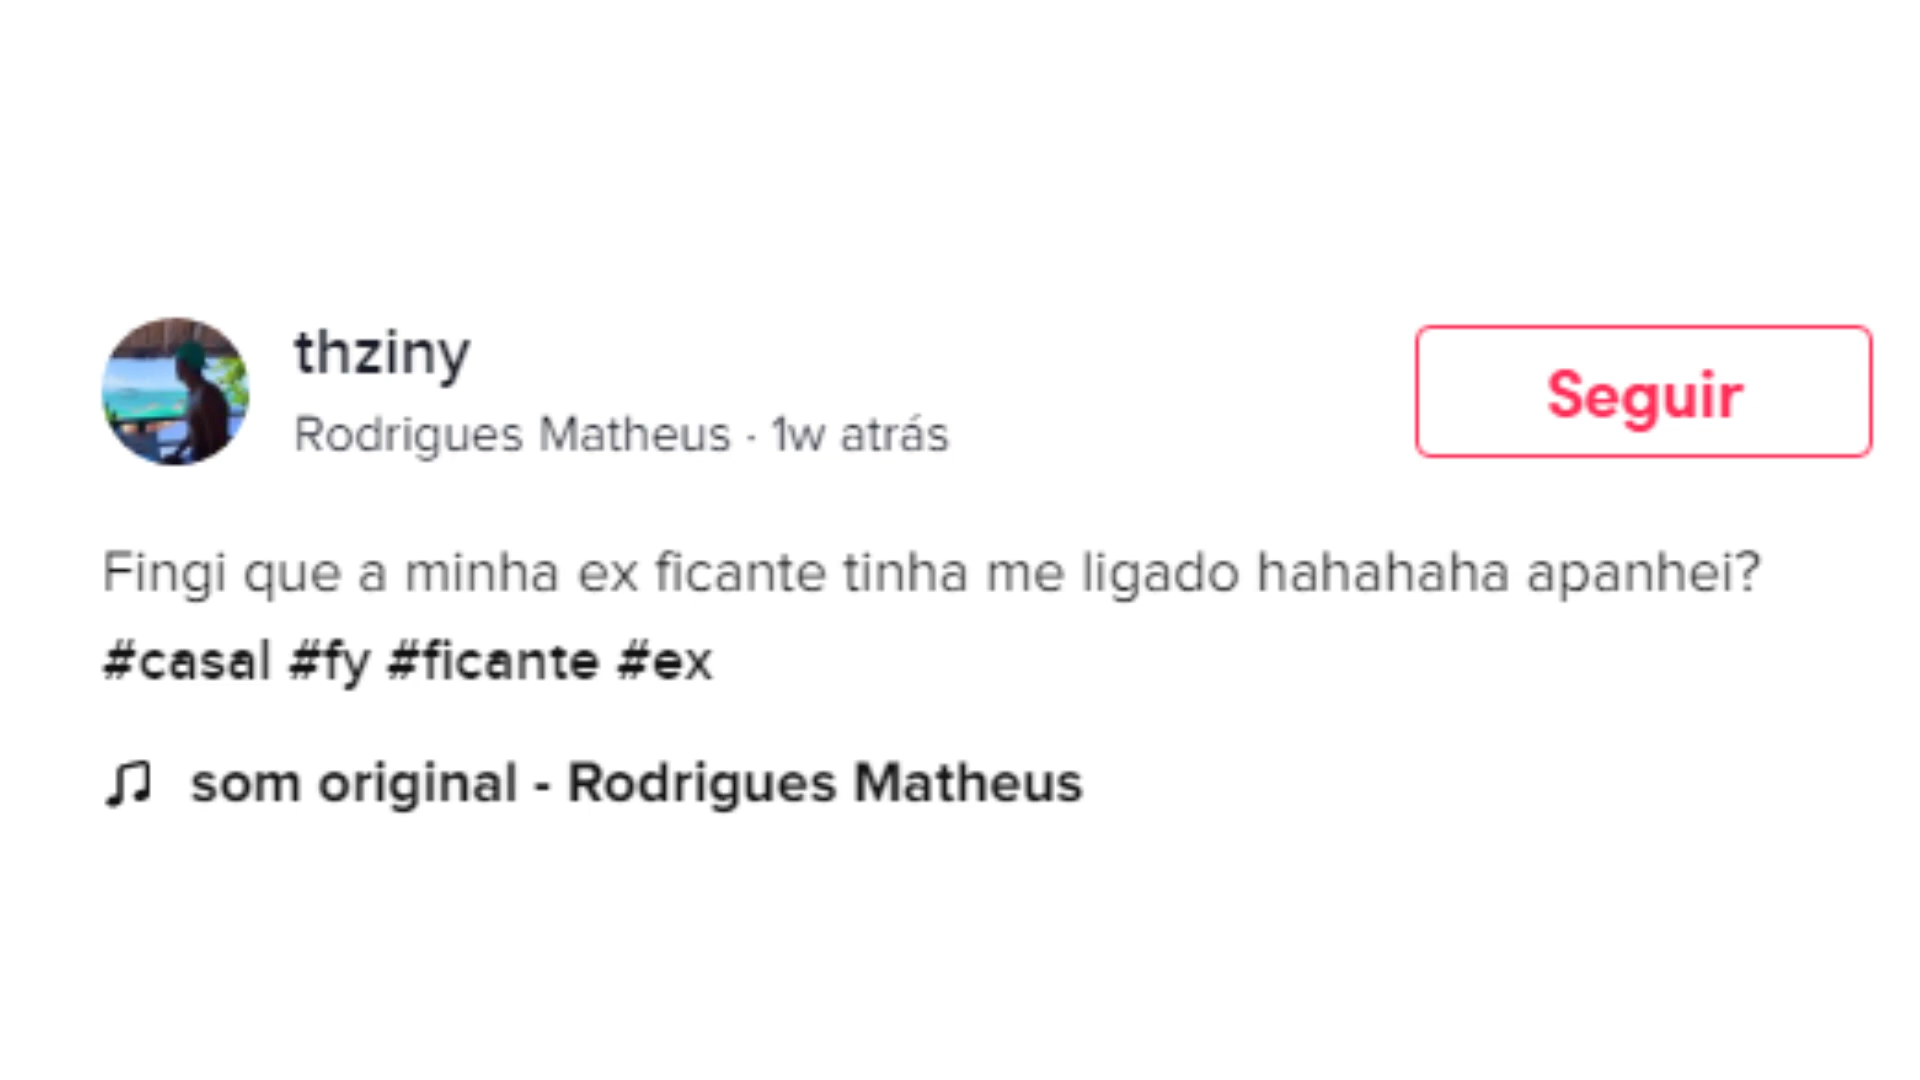 thziny
Rodrigues Matheus · 1w atrás
Seguir
Fingi que a minha ex ficante tinha me ligado hahahaha apanhei?
#casal #fy #ficante #ex
som original - Rodrigues Matheus